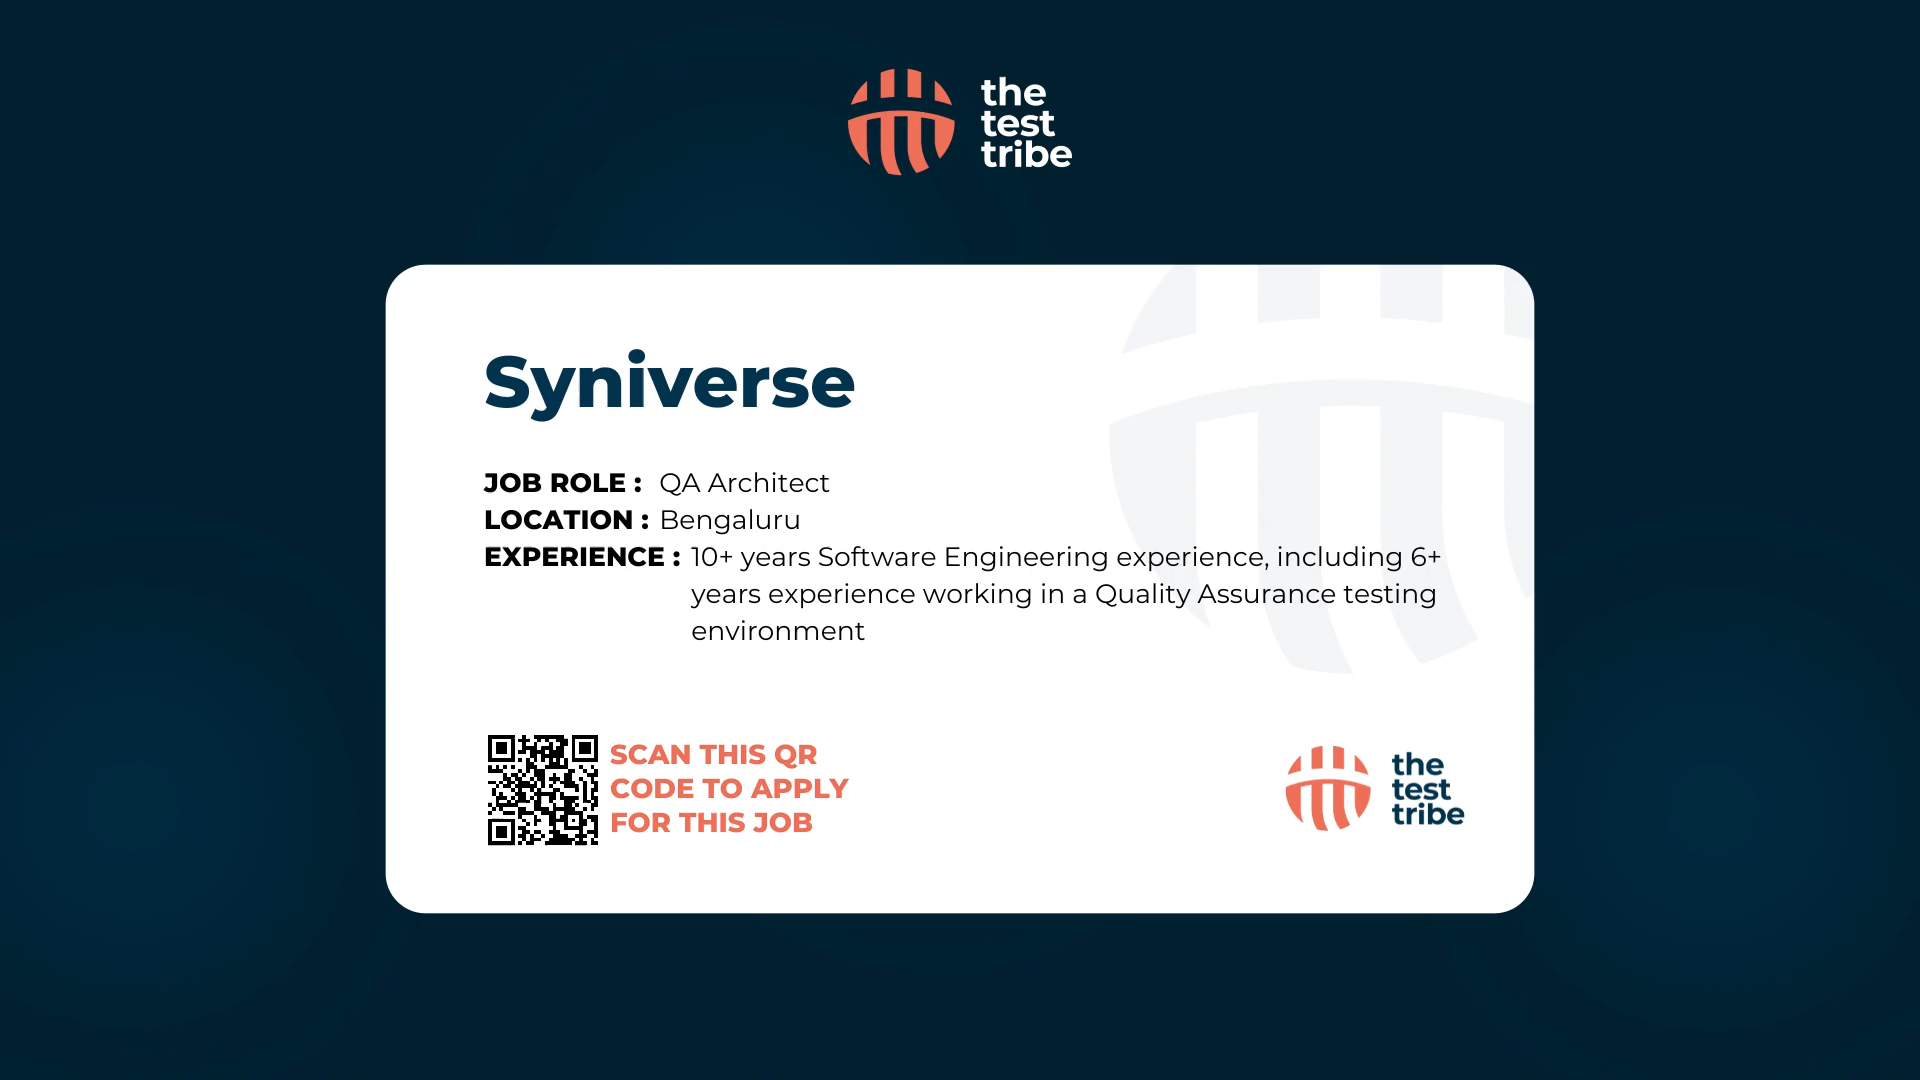 the
test
tribe
Syniverse
JOB ROLE : QA Architect
LOCATION : Bengaluru
EXPERIENCE : 10+ years Software Engineering experience, including 6+
years experience working in a Quality Assurance testing
environment
SCAN THIS QR
CODE TO APPLY
FOR THIS JOB
the
test
tribe